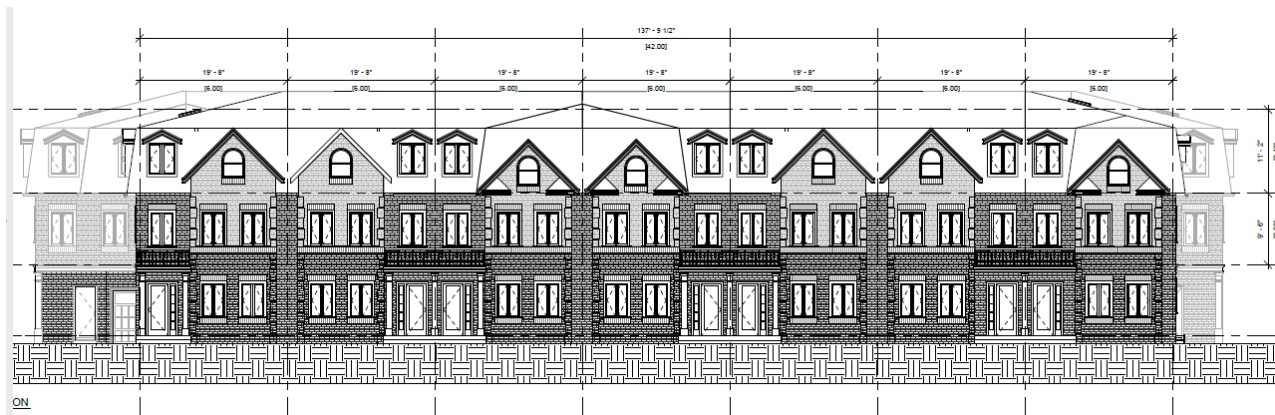 137' - 9 1/2"
[42.00]
19' - 8"
19' - 8"
19' - 8"
19' - 8"
19' - 8"
19' - 8"
19' - 8"
[6.00]
[6.00]
[6.00]
[6.00]
[6.00]
[6.00]
[6.00]
11' - 2"
9' - 6"
ON